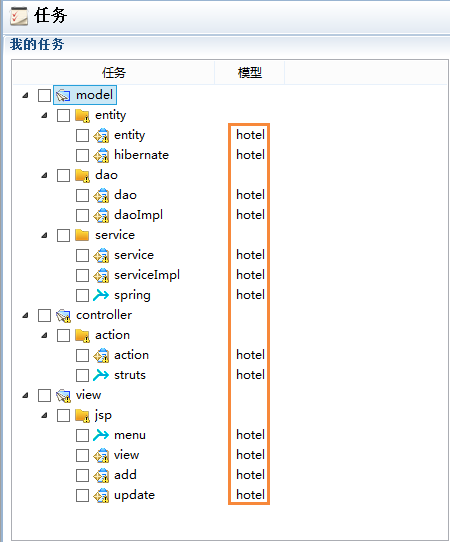 任务
我的任务
任务 模型
model
entity
entity hotel
hibernate hotel
dao
dao hotel
daoImpl hotel
service
service hotel
serviceImpl hotel
spring hotel
controller
action
action hotel
struts hotel
view
jsp
menu hotel
view hotel
add hotel
update hotel